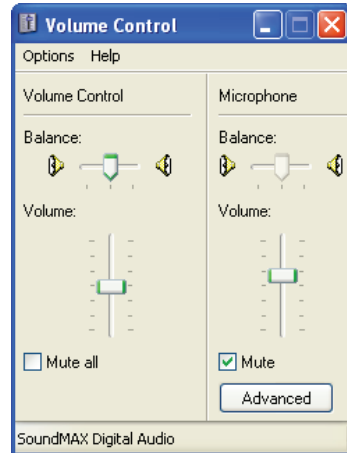 Volume Control
Options Help
Volume Control
Balance:
Volume:
Mute all
Microphone
Balance:
Volume:
Mute
Advanced
SoundMAX Digital Audio